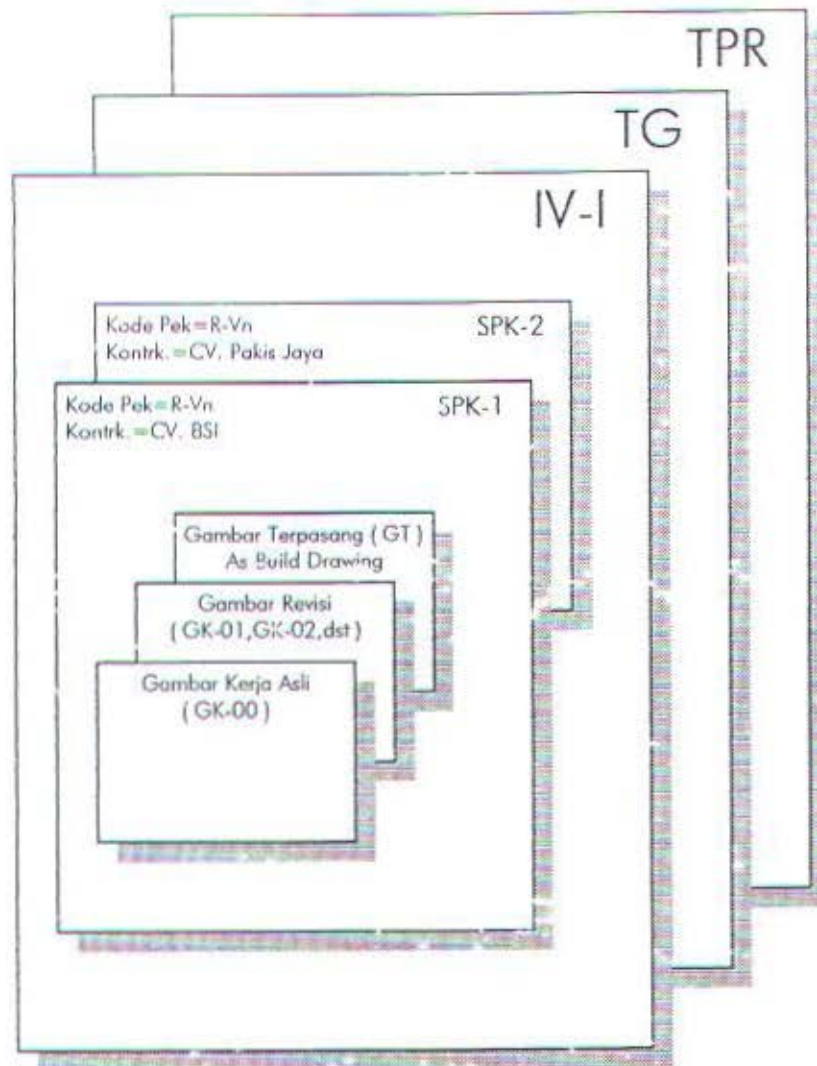 TPR
TG
IV-I
Kode Pek=R-Vn SPK-2
Kontrk.=CV. Pakis Jaya
Kode Pek=R-Vn SPK-1
Kontrk.=CV. BSI
Gambar Terpasang ( GT )
As Build Drawing
Gambar Revisi
( GK-01,GK-02,dst )
Gambar Kerja Asli
( GK-00 )